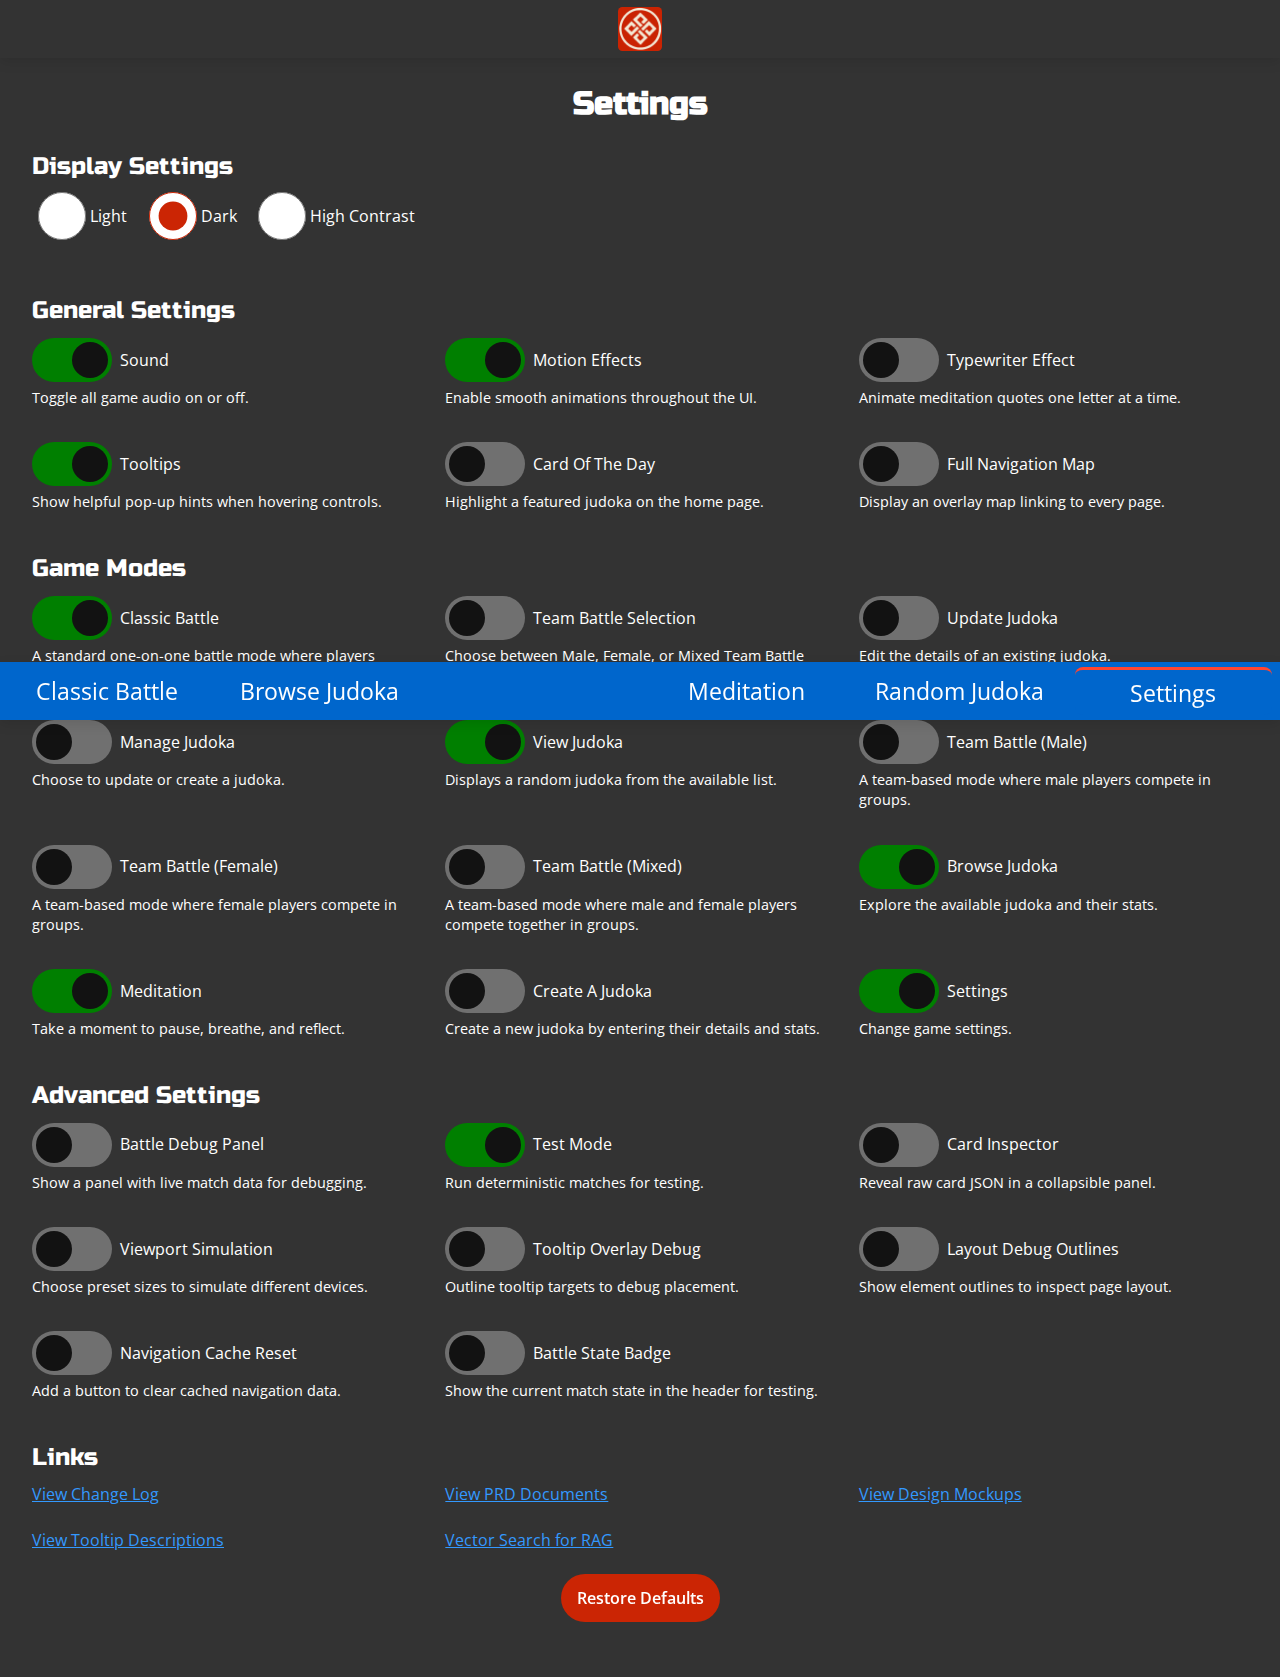 Settings
Display Settings
Light Dark High Contrast
General Settings
Sound Motion Effects Typewriter Effect
Toggle all game audio on or off. Enable smooth animations throughout the UI. Animate meditation quotes one letter at a time.
Tooltips Card Of The Day Full Navigation Map
Show helpful pop-up hints when hovering controls. Highlight a featured judoka on the home page. Display an overlay map linking to every page.
Game Modes
Classic Battle Team Battle Selection Update Judoka
A standard one-on-one battle mode where players Choose between Male, Female, or Mixed Team Battle Edit the details of an existing judoka.
Classic Battle Browse Judoka Meditation Random Judoka Settings
Manage Judoka View Judoka Team Battle (Male)
Choose to update or create a judoka. Displays a random judoka from the available list. A team-based mode where male players compete in
groups.
Team Battle (Female) Team Battle (Mixed) Browse Judoka
A team-based mode where female players compete in A team-based mode where male and female players Explore the available judoka and their stats.
groups. compete together in groups.
Meditation Create A Judoka Settings
Take a moment to pause, breathe, and reflect. Create a new judoka by entering their details and stats. Change game settings.
Advanced Settings
Battle Debug Panel Test Mode Card Inspector
Show a panel with live match data for debugging. Run deterministic matches for testing. Reveal raw card JSON in a collapsible panel.
Viewport Simulation Tooltip Overlay Debug Layout Debug Outlines
Choose preset sizes to simulate different devices. Outline tooltip targets to debug placement. Show element outlines to inspect page layout.
Navigation Cache Reset Battle State Badge
Add a button to clear cached navigation data. Show the current match state in the header for testing.
Links
View Change Log View PRD Documents View Design Mockups
View Tooltip Descriptions Vector Search for RAG
Restore Defaults